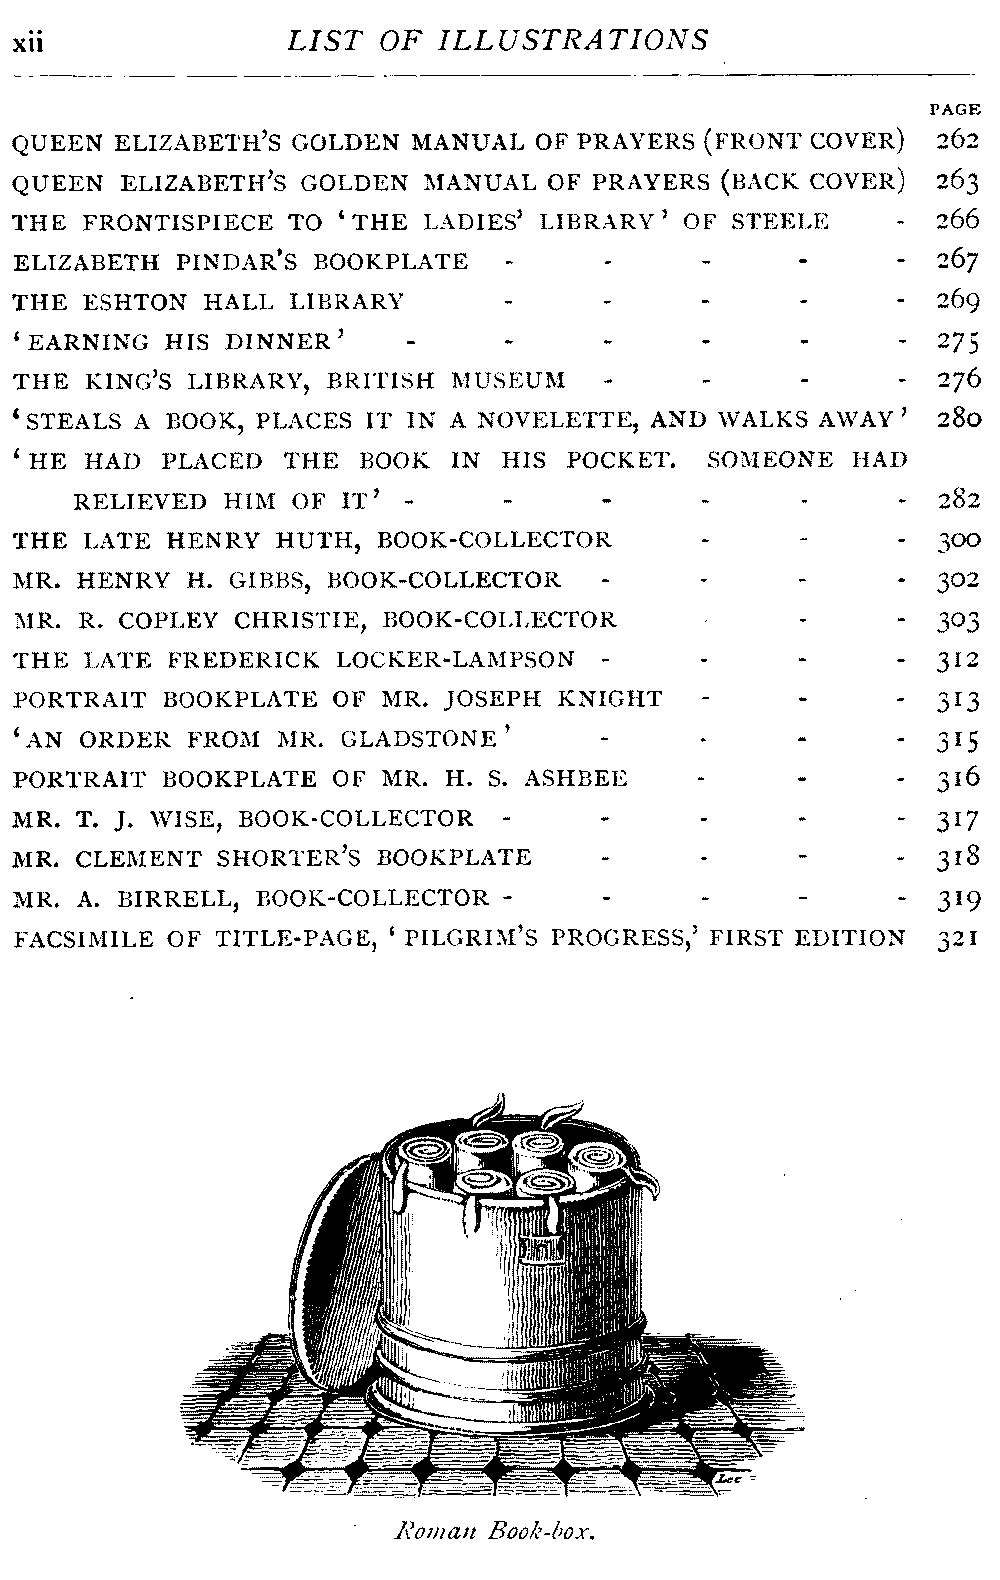 xii LIST OF ILLUSTRATIONS
PAGE
QUEEN ELIZABETH'S GOLDEN MANUAL OF PRAYERS (FRONT COVER) 262
QUEEN ELIZABETH'S GOLDEN MANUAL OF PRAYERS (BACK COVER) 263
THE FRONTISPIECE TO 'THE LADIES' LIBRARY' OF STEELE - 266
ELIZABETH PINDAR'S BOOKPLATE - - - - - 267
THE ESHTON HALL LIBRARY - - - - - 269
'EARNING HIS DINNER' - - - - - - 275
THE KING'S LIBRARY, BRITISH MUSEUM - - - - 276
'STEALS A BOOK, PLACES IT IN A NOVELETTE, AND WALKS AWAY' 280
'HE HAD PLACED THE BOOK IN HIS POCKET. SOMEONE HAD
RELIEVED HIM OF IT' - - - - - - 282
THE LATE HENRY HUTH, BOOK-COLLECTOR - - - 300
MR. HENRY H. GIBBS, BOOK-COLLECTOR - - - - 302
MR. R. COPLEY CHRISTIE, BOOK-COLLECTOR - - 303
THE LATE FREDERICK LOCKER-LAMPSON - - - - 312
PORTRAIT BOOKPLATE OF MR. JOSEPH KNIGHT - - - 313
'AN ORDER FROM MR. GLADSTONE' - - - - 315
PORTRAIT BOOKPLATE OF MR. H. S. ASHBEE - - - 316
MR. T. J. WISE, BOOK-COLLECTOR - - - - - 317
MR. CLEMENT SHORTER'S BOOKPLATE - - - - 318
MR. A. BIRRELL, BOOK-COLLECTOR - - - - - 319
FACSIMILE OF TITLE-PAGE, 'PILGRIM'S PROGRESS,' FIRST EDITION 321
Lee
Roman Book-box.